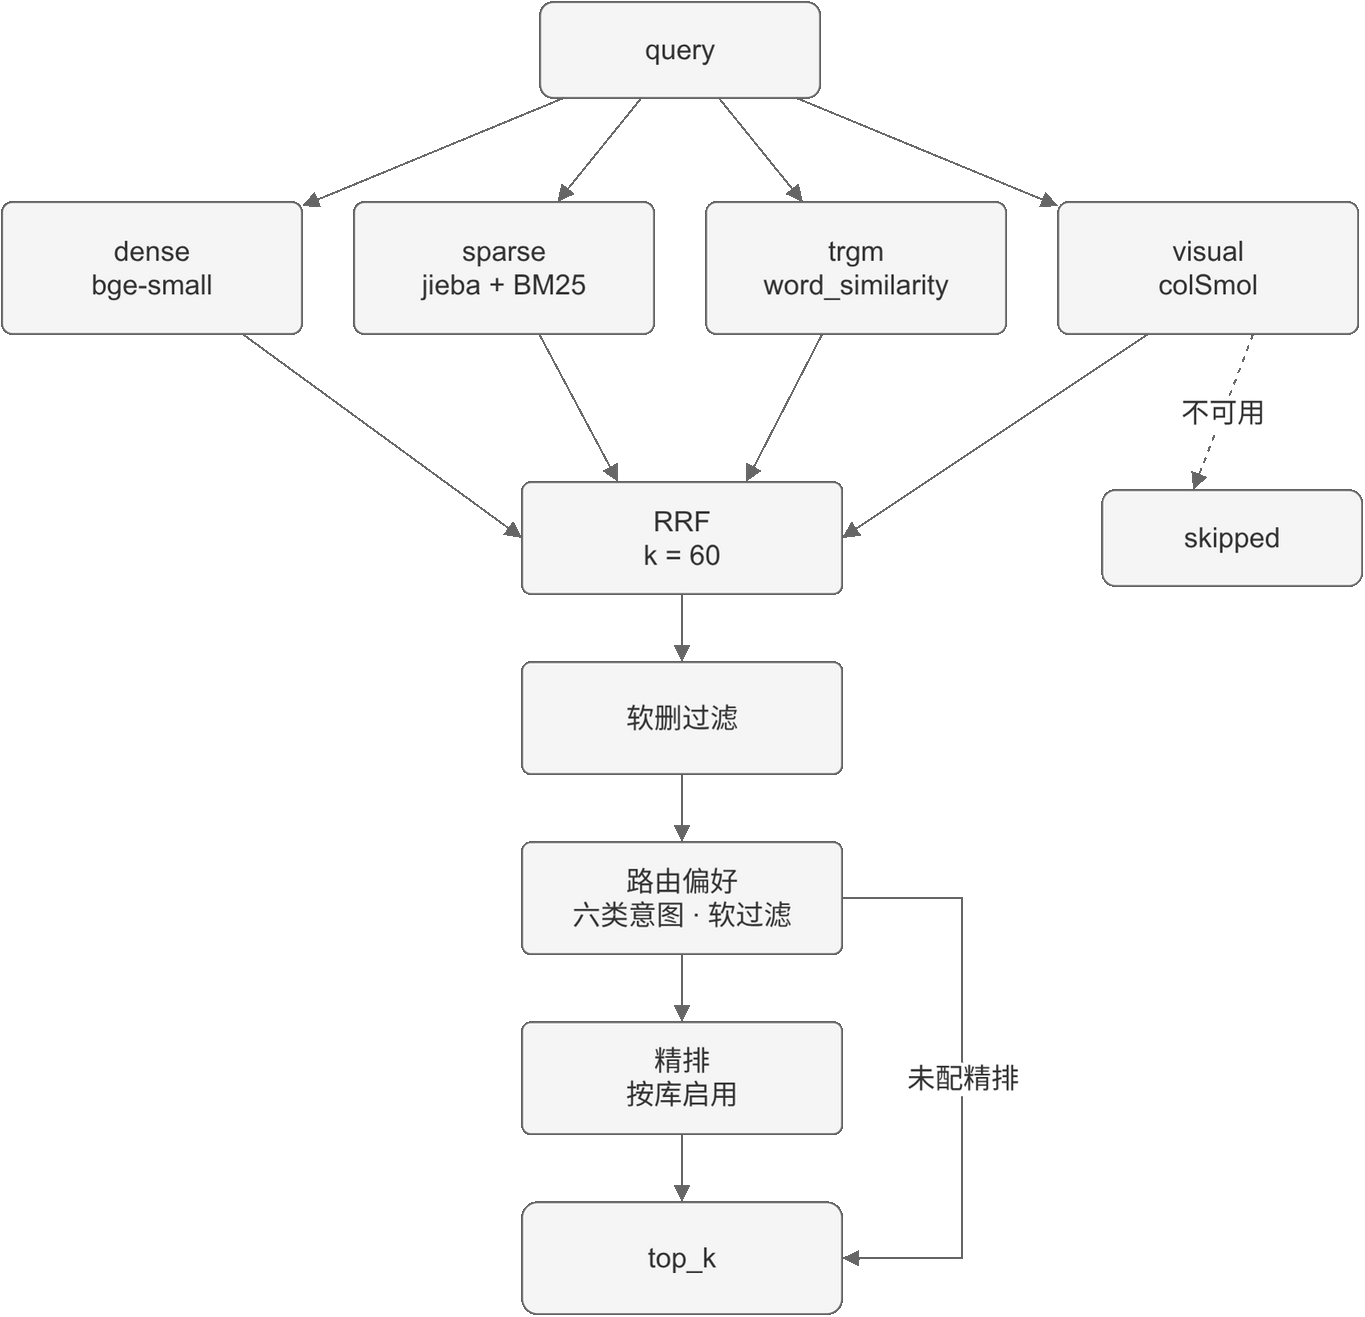 query
dense
bge-small
sparse
jieba + BM25
trgm
word_similarity
visual
colSmol
不可用
RRF
k = 60
skipped
软删过滤
路由偏好
六类意图 · 软过滤
精排
按库启用
未配精排
top_k